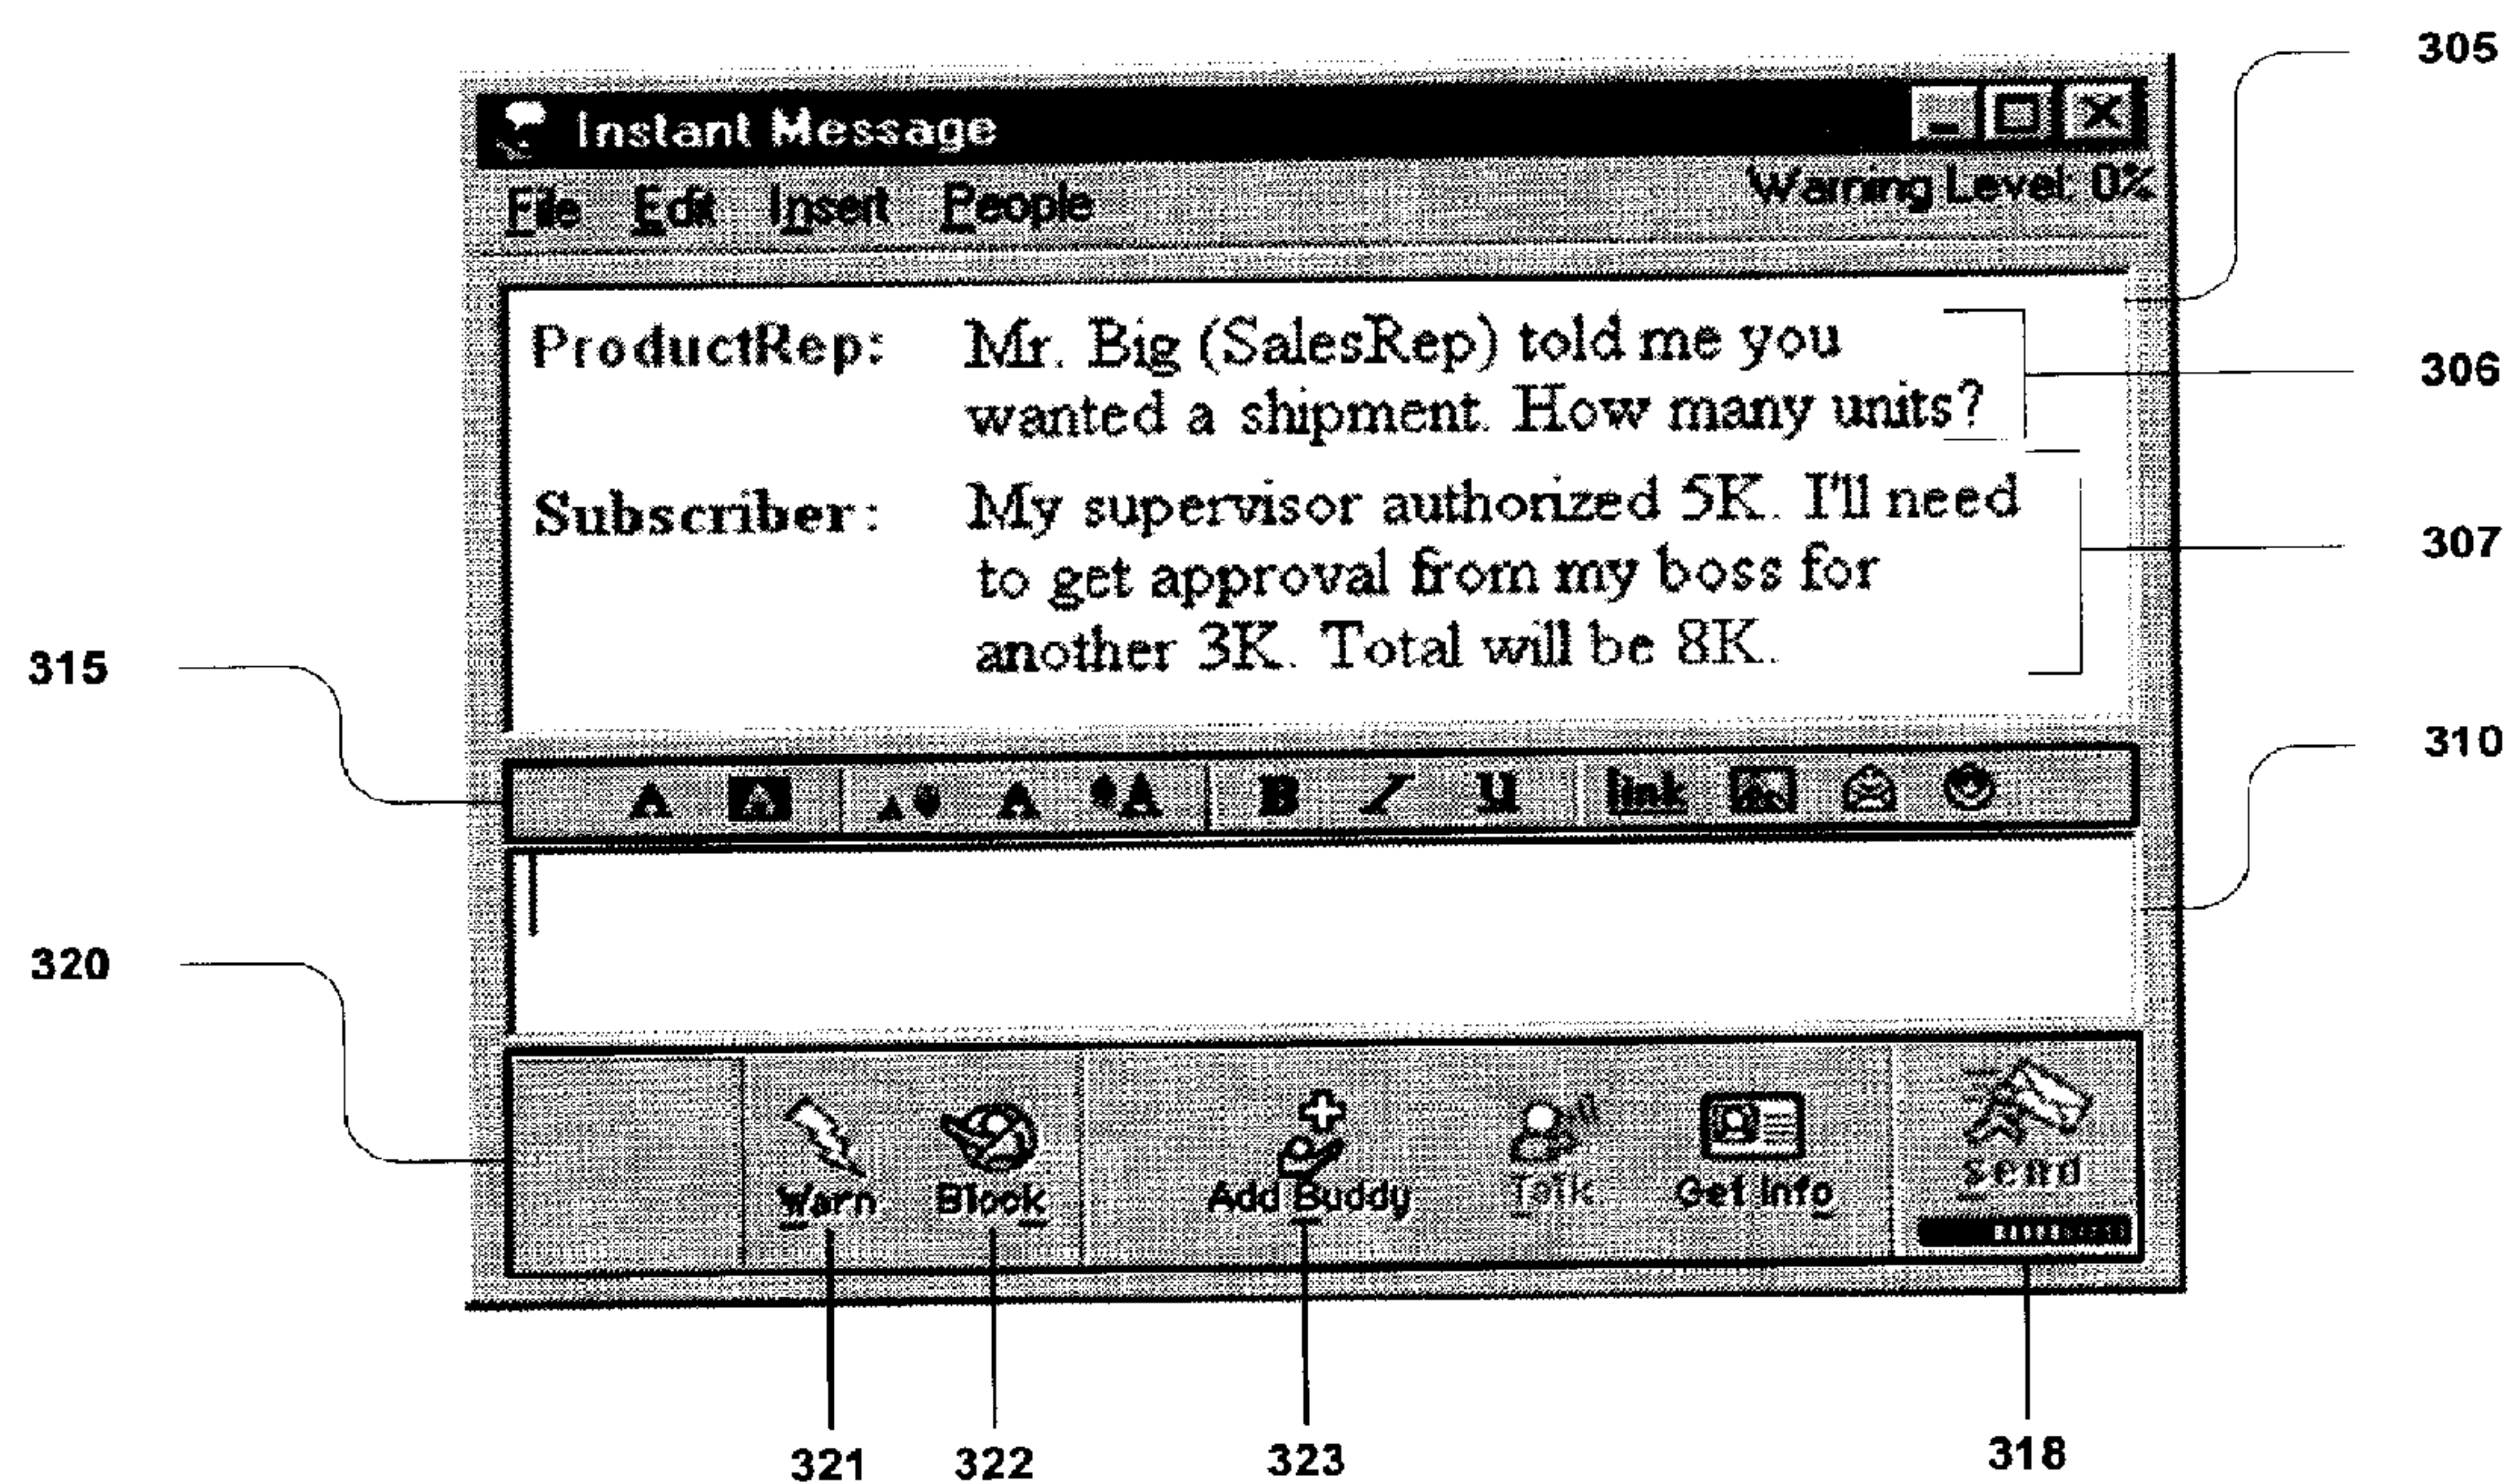 305
Instant Message
File Edit Insert People Warning Level: 0%
ProductRep: Mr. Big (SalesRep) told me you
wanted a shipment. How many units?
306
Subscriber: My supervisor authorized 5K. I'll need
to get approval from my boss for
another 3K. Total will be 8K.
307
315
310
A A A A A B I U link
320
Warn Block Add Buddy Talk Get Info send
321 322 323 318